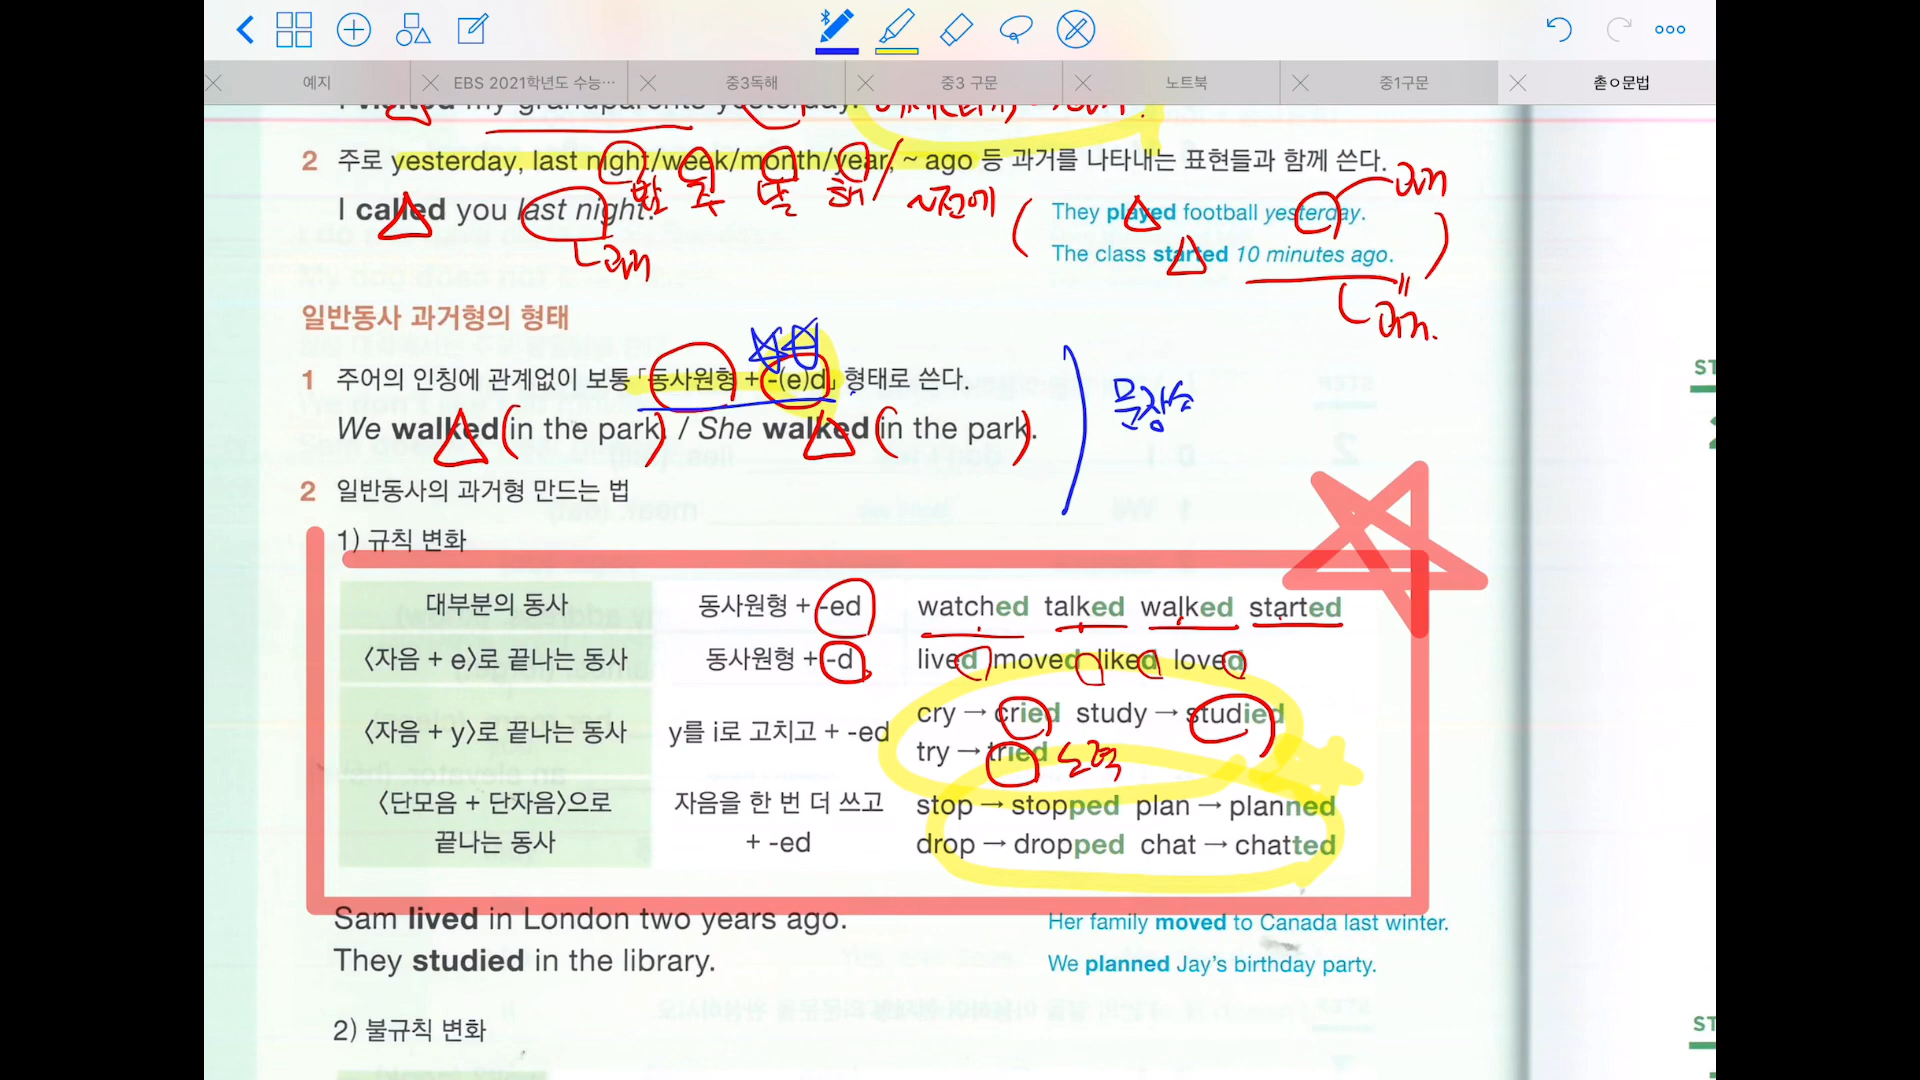 예지
EBS 2021학년도 수능…
중3독해
중3 구문
노트북
중1구문
촏ㅇ문법
I visited my grandparents yesterday.
2 주로 yesterday, last night/week/month/year, ~ ago 등 과거를 나타내는 표현들과 함께 쓴다.
밤 주 달 해 ~전에
I called you last night.
They played football yesterday.
The class started 10 minutes ago.
일반동사 과거형의 형태
1 주어의 인칭에 관계없이 보통 「동사원형 + -(e)d」 형태로 쓴다.
We walked in the park. / She walked in the park.
2 일반동사의 과거형 만드는 법
1) 규칙 변화
대부분의 동사 동사원형 + -ed watched talked walked started
〈자음 + e〉로 끝나는 동사 동사원형 + -d lived moved liked loved
〈자음 + y〉로 끝나는 동사 y를 i로 고치고 + -ed cry → cried study → studied
try → tried 노력
〈단모음 + 단자음〉으로 끝나는 동사 자음을 한 번 더 쓰고 + -ed stop → stopped plan → planned
drop → dropped chat → chatted
Sam lived in London two years ago.
Her family moved to Canada last winter.
They studied in the library.
We planned Jay's birthday party.
2) 불규칙 변화